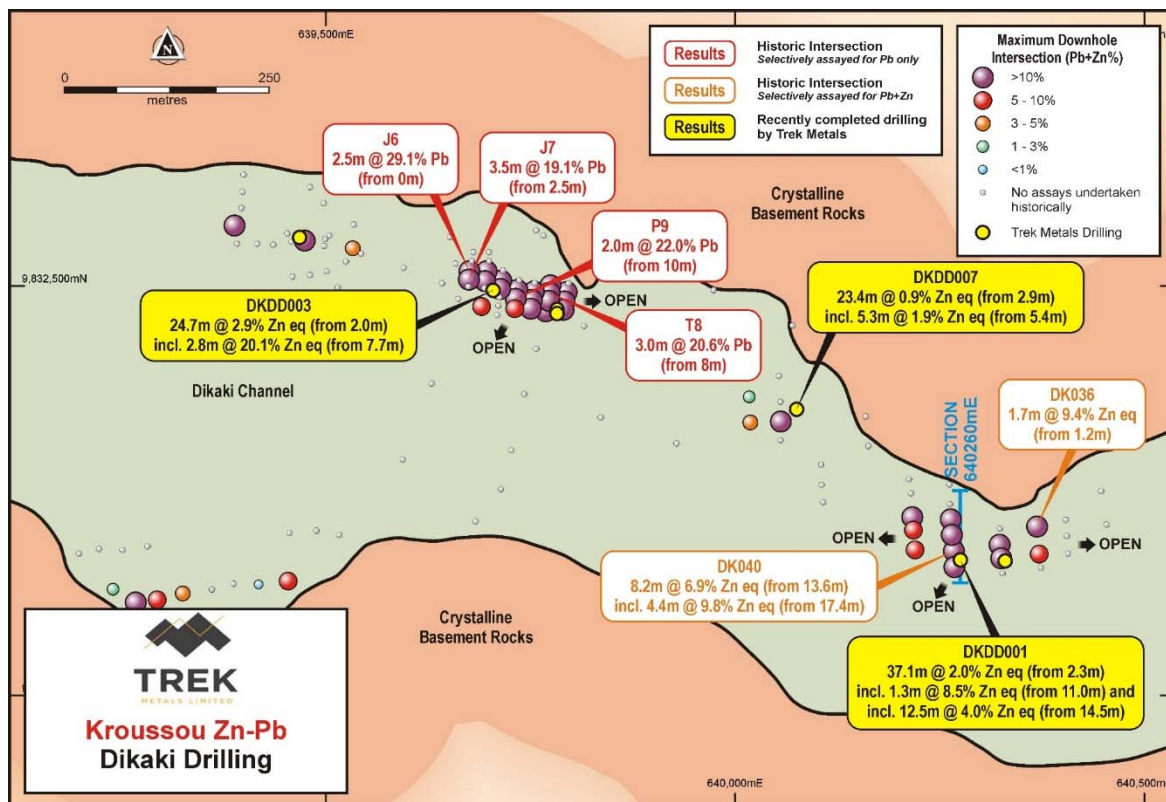 639,500mE
N
0
250
metres
Results
Historic Intersection
Selectively assayed for Pb only
Results
Historic Intersection
Selectively assayed for Pb+Zn
Results
Recently completed drilling
by Trek Metals
Maximum Downhole
Intersection (Pb+Zn%)
>10%
5 - 10%
3 - 5%
1 - 3%
<1%
No assays undertaken
historically
Trek Metals Drilling
J6
2.5m @ 29.1% Pb
(from 0m)
J7
3.5m @ 19.1% Pb
(from 2.5m)
Crystalline
Basement Rocks
P9
2.0m @ 22.0% Pb
(from 10m)
9,832,500mN
DKDD003
24.7m @ 2.9% Zn eq (from 2.0m)
incl. 2.8m @ 20.1% Zn eq (from 7.7m)
OPEN
OPEN
DKDD007
23.4m @ 0.9% Zn eq (from 2.9m)
incl. 5.3m @ 1.9% Zn eq (from 5.4m)
T8
3.0m @ 20.6% Pb
(from 8m)
Dikaki Channel
DK036
1.7m @ 9.4% Zn eq
(from 1.2m)
SECTION
640260mE
OPEN
OPEN
DK040
8.2m @ 6.9% Zn eq (from 13.6m)
incl. 4.4m @ 9.8% Zn eq (from 17.4m)
OPEN
Crystalline
Basement Rocks
DKDD001
37.1m @ 2.0% Zn eq (from 2.3m)
incl. 1.3m @ 8.5% Zn eq (from 11.0m) and
incl. 12.5m @ 4.0% Zn eq (from 14.5m)
TREK
METALS LIMITED
Kroussou Zn-Pb
Dikaki Drilling
640,000mE
640,500mE